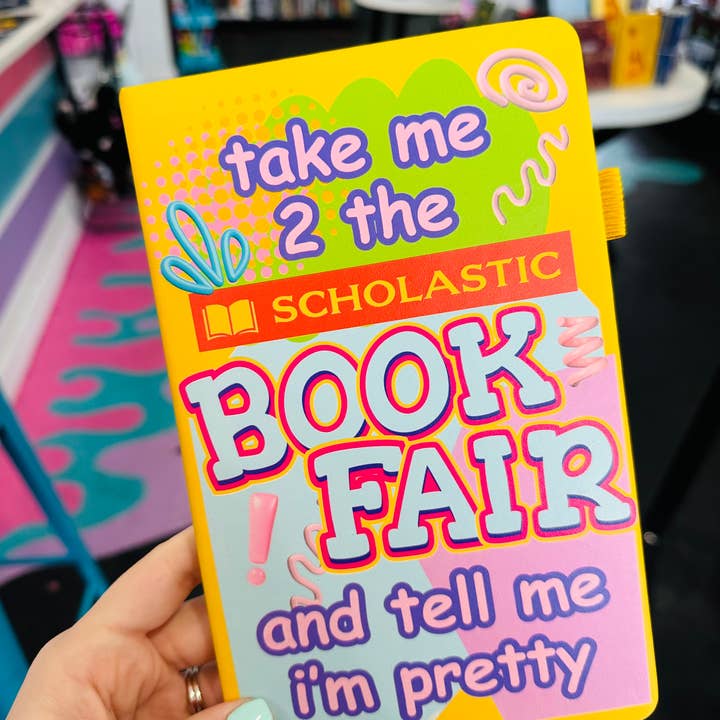 take me
2 the
SCHOLASTIC
BOOK
FAIR
and tell me
i'm pretty